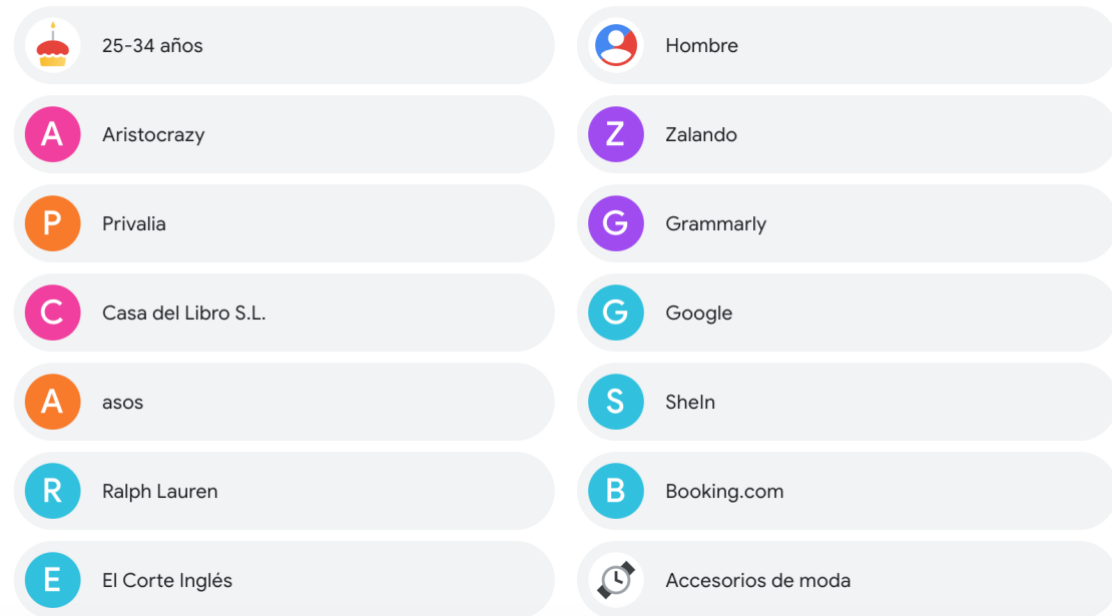 25-34 años
Hombre
A
Aristocrazy
Z
Zalando
P
Privalia
G
Grammarly
C
Casa del Libro S.L.
G
Google
A
asos
S
SheIn
R
Ralph Lauren
B
Booking.com
E
El Corte Inglés
Accesorios de moda